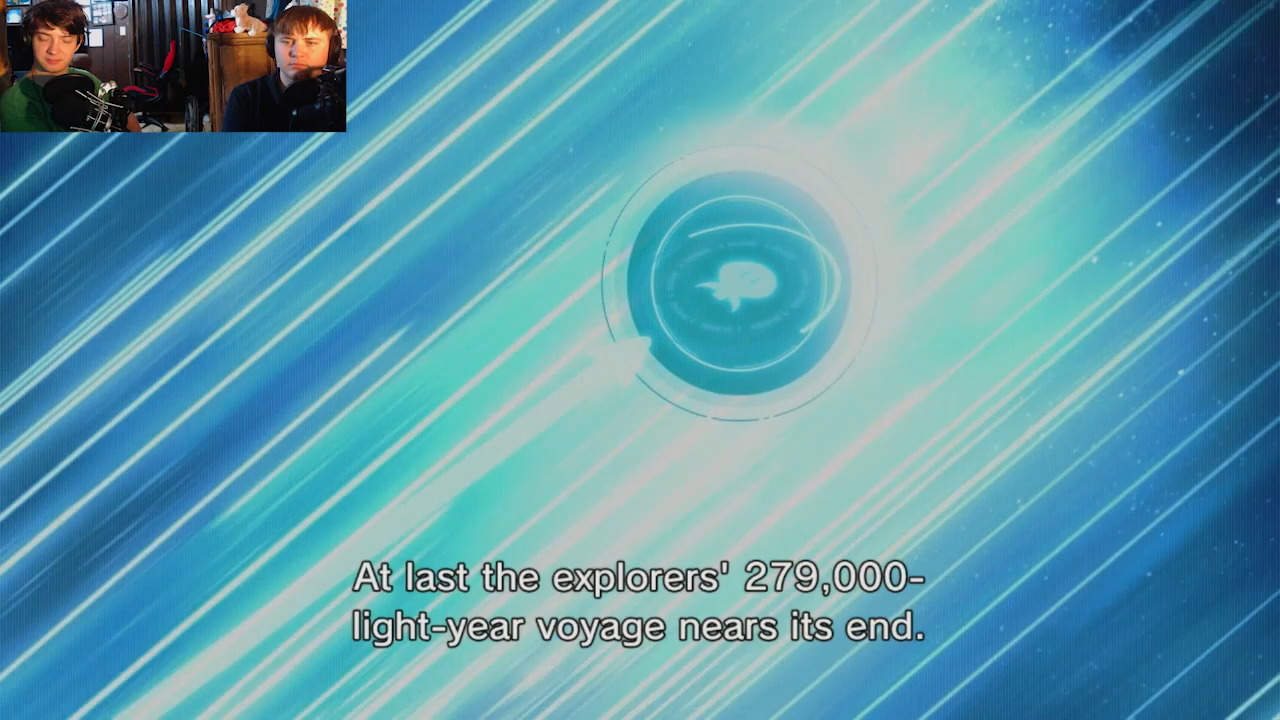 At last the explorers' 279,000-
light-year voyage nears its end.